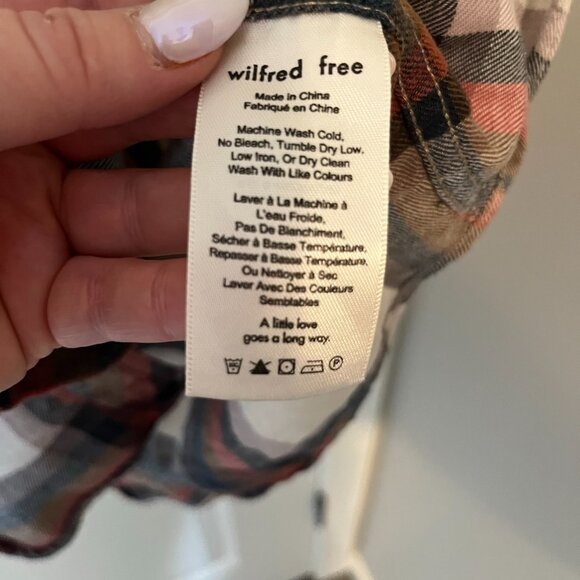 wilfred free
Made in China
Fabriqué en Chine
Machine Wash Cold,
No Bleach, Tumble Dry Low,
Low Iron, Or Dry Clean
Wash With Like Colours
Laver à La Machine à
L'eau Froide,
Pas De Blanchiment,
Sécher à Basse Température,
Repasser à Basse Température,
Ou Nettoyer à Sec
Laver Avec Des Couleurs
Semblables
A little love
goes a long way.
P